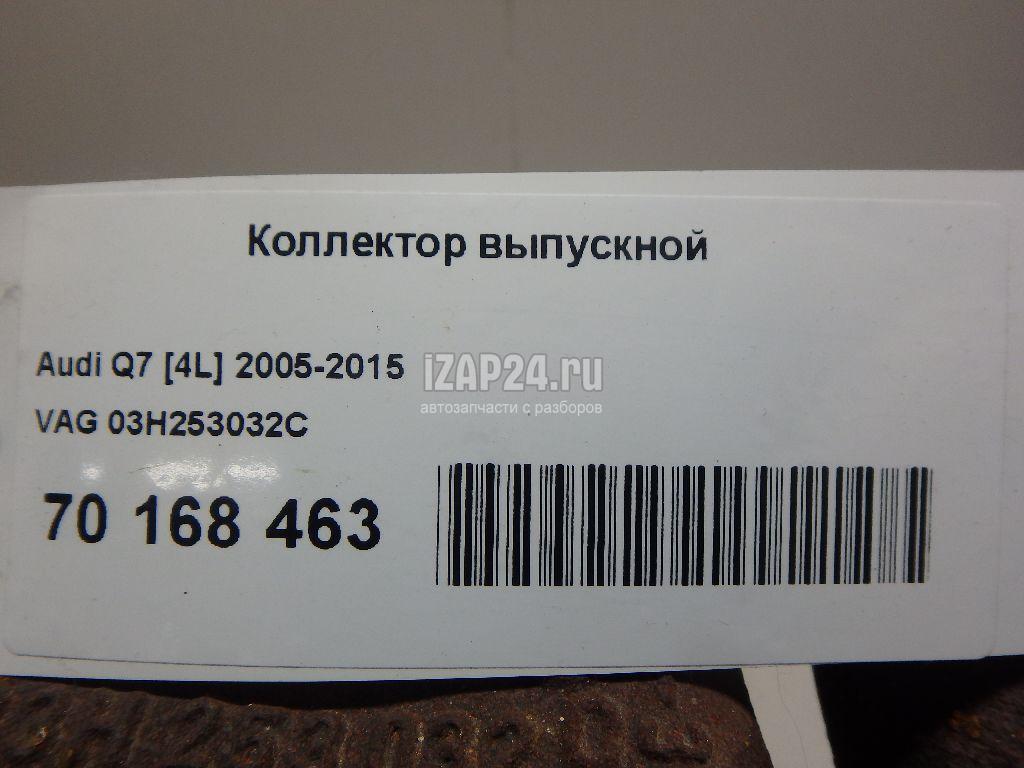 Коллектор выпускной
Audi Q7 [4L] 2005-2015
iZAP24.ru
автозапчасти с разборов
VAG 03H253032C
70 168 463